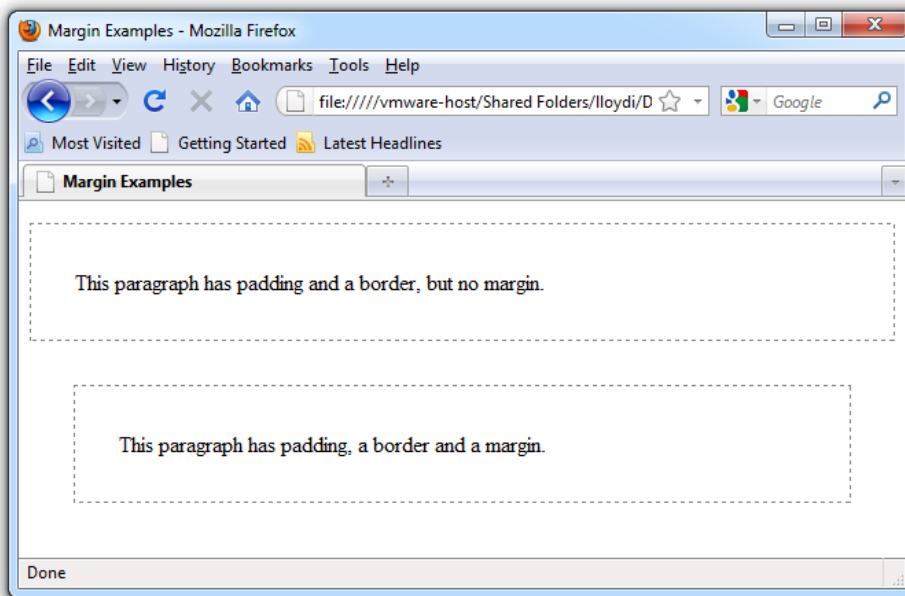 Margin Examples - Mozilla Firefox
File Edit View History Bookmarks Tools Help
file://///vmware-host/Shared Folders/lloydi/D Google
Most Visited Getting Started Latest Headlines
Margin Examples
This paragraph has padding and a border, but no margin.
This paragraph has padding, a border and a margin.
Done